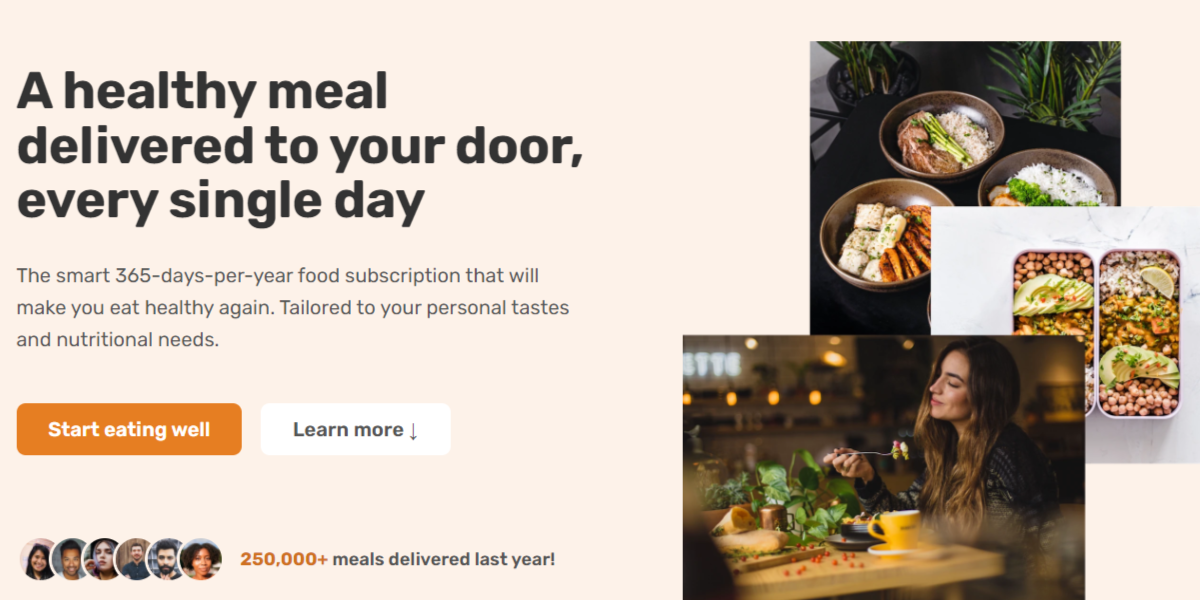 A healthy meal
delivered to your door,
every single day
The smart 365-days-per-year food subscription that will
make you eat healthy again. Tailored to your personal tastes
and nutritional needs.
Start eating well
Learn more ↓
250,000+ meals delivered last year!